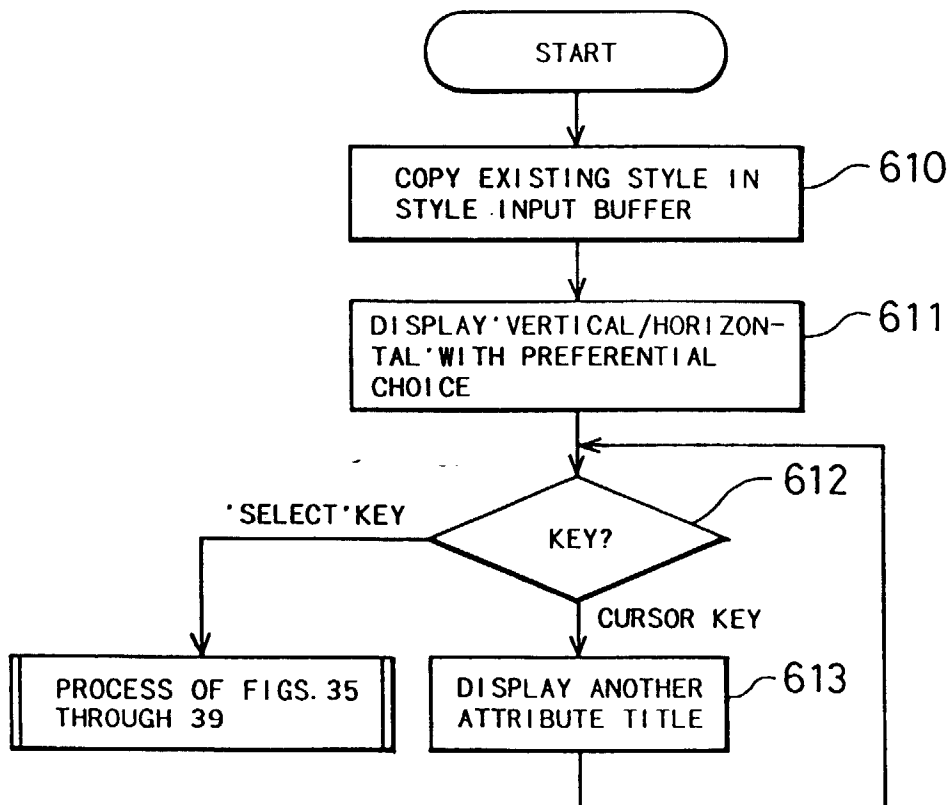 START
COPY EXISTING STYLE IN
STYLE INPUT BUFFER
610
DISPLAY 'VERTICAL/HORIZON-
TAL' WITH PREFERENTIAL
CHOICE
611
612
'SELECT' KEY
KEY?
CURSOR KEY
PROCESS OF FIGS. 35
THROUGH 39
DISPLAY ANOTHER
ATTRIBUTE TITLE
613